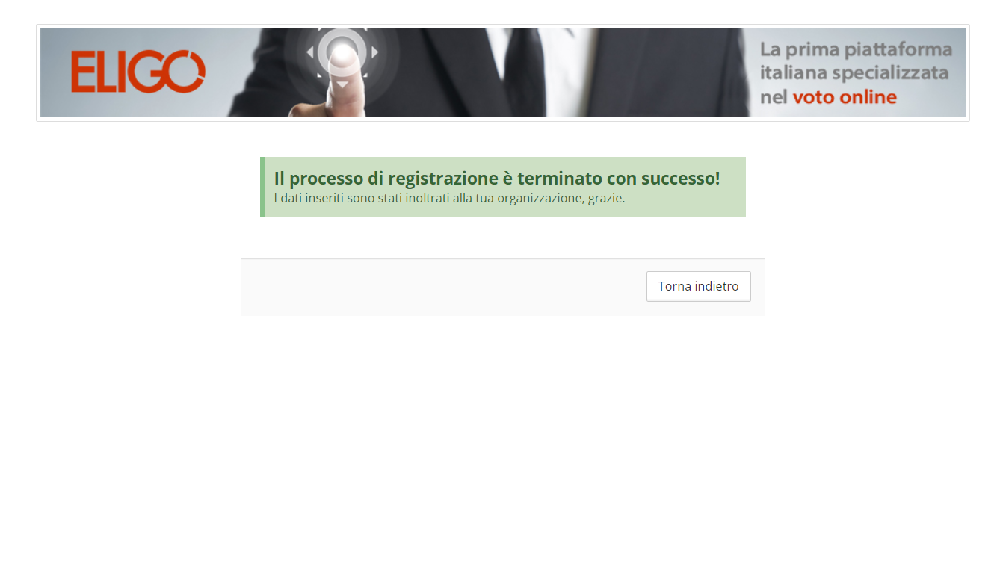 ELIGO
La prima piattaforma
italiana specializzata
nel voto online
Il processo di registrazione è terminato con successo!
I dati inseriti sono stati inoltrati alla tua organizzazione, grazie.
Torna indietro